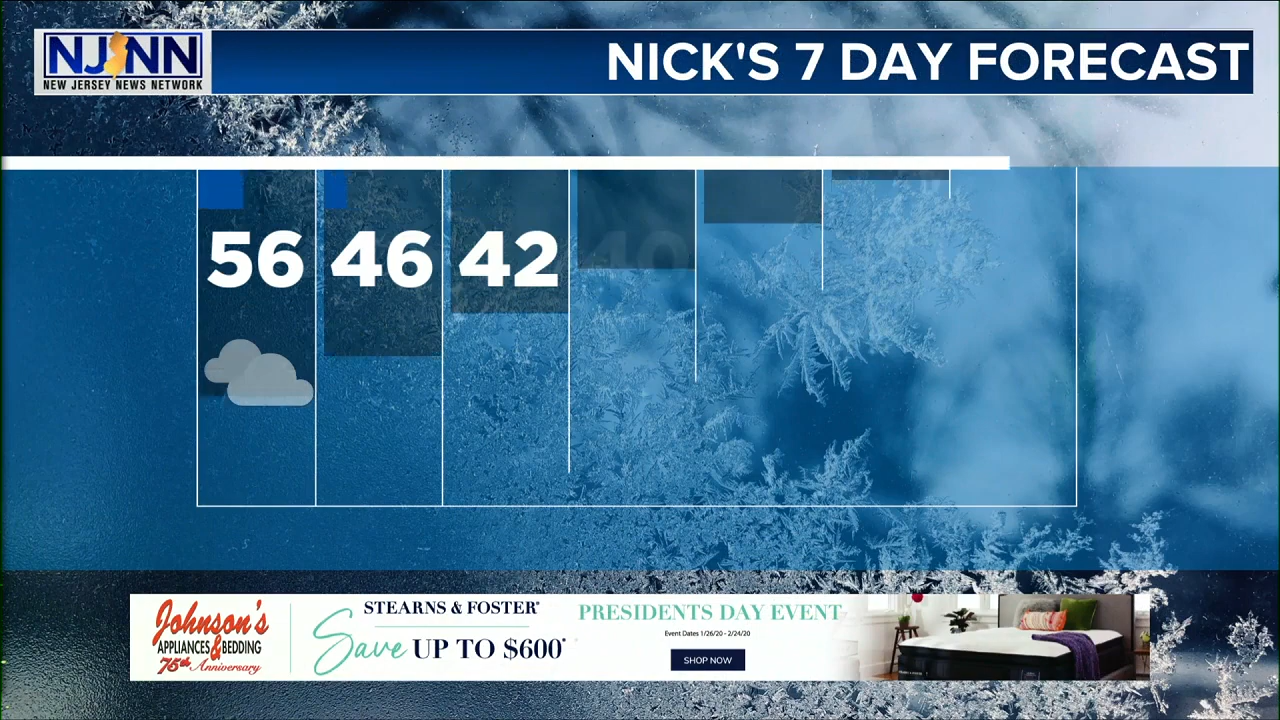 NJNN
NEW JERSEY NEWS NETWORK
NICK'S 7 DAY FORECAST
56 46 42 40
Johnson's
APPLIANCES & BEDDING
75th Anniversary
STEARNS & FOSTER®
Save UP TO $600*
PRESIDENTS DAY EVENT
Event Dates 1/26/20 - 2/24/20
SHOP NOW